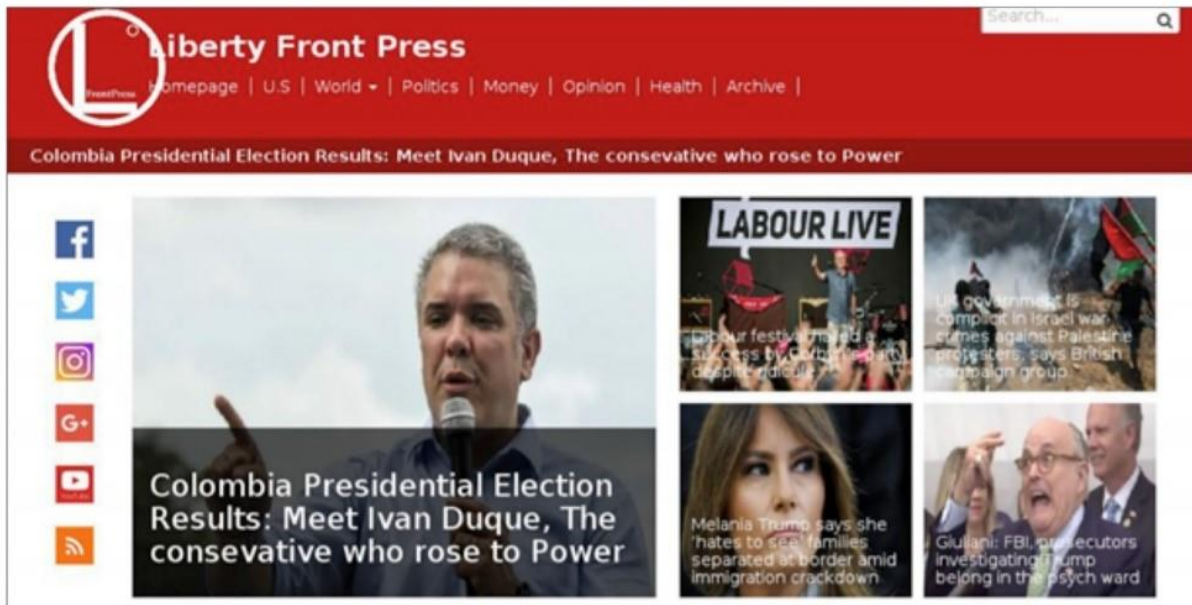 Search...
Liberty Front Press
FrontPress
Homepage | U.S | World | Politics | Money | Opinion | Health | Archive |
Colombia Presidential Election Results: Meet Ivan Duque, The consevative who rose to Power
LABOUR LIVE
Labour festival hailed a
success by Corbyn's party
despite ridicule
UK government is
complicit in Israel war
crimes against Palestine
protesters, says British
campaign group
Colombia Presidential Election
Results: Meet Ivan Duque, The
consevative who rose to Power
Melania Trump says she
'hates to see' families
separated at border amid
immigration crackdown
Giuliani: FBI, prosecutors
investigating Trump
belong in the psych ward
G+
YouTube